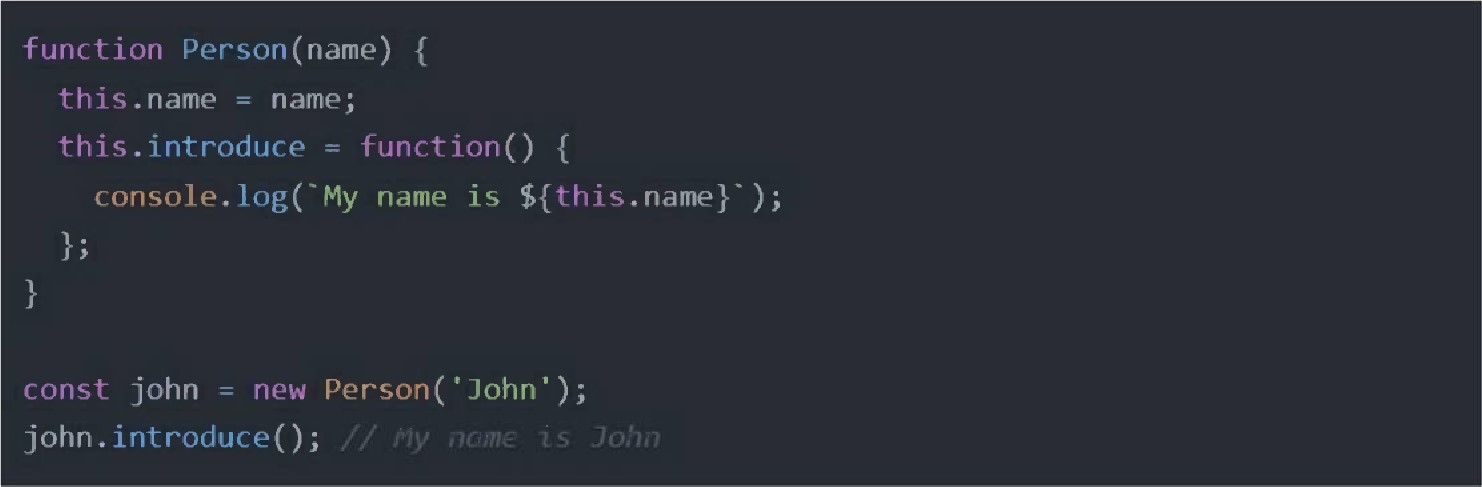 function Person(name) {
  this.name = name;
  this.introduce = function() {
    console.log(`My name is ${this.name}`);
  };
}
const john = new Person('John');
john.introduce(); // My name is John